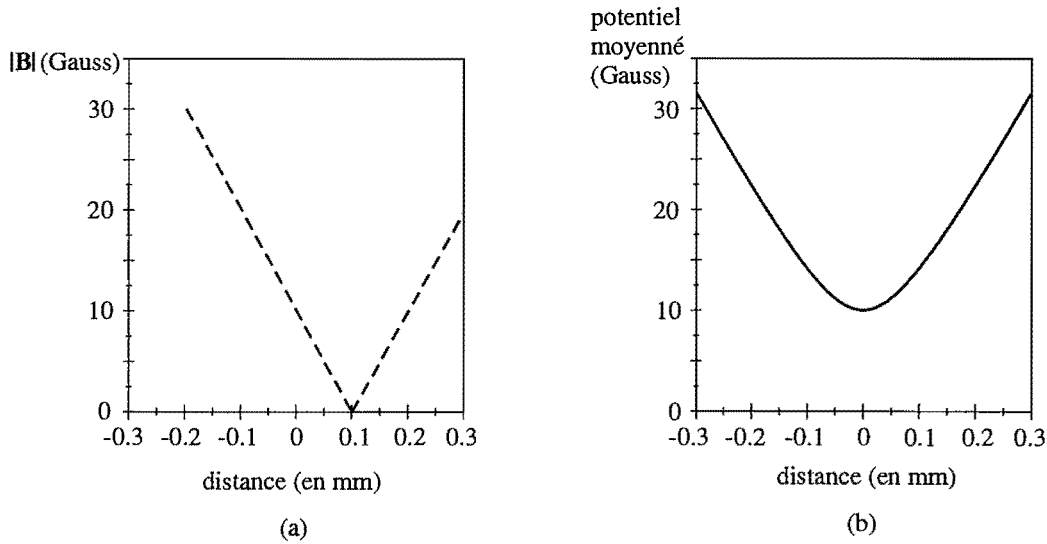 |B| (Gauss)
30
20
10
0
-0.3 -0.2 -0.1 0 0.1 0.2 0.3
distance (en mm)
(a)
potentiel
moyenné
(Gauss)
30
20
10
0
-0.3 -0.2 -0.1 0 0.1 0.2 0.3
distance (en mm)
(b)